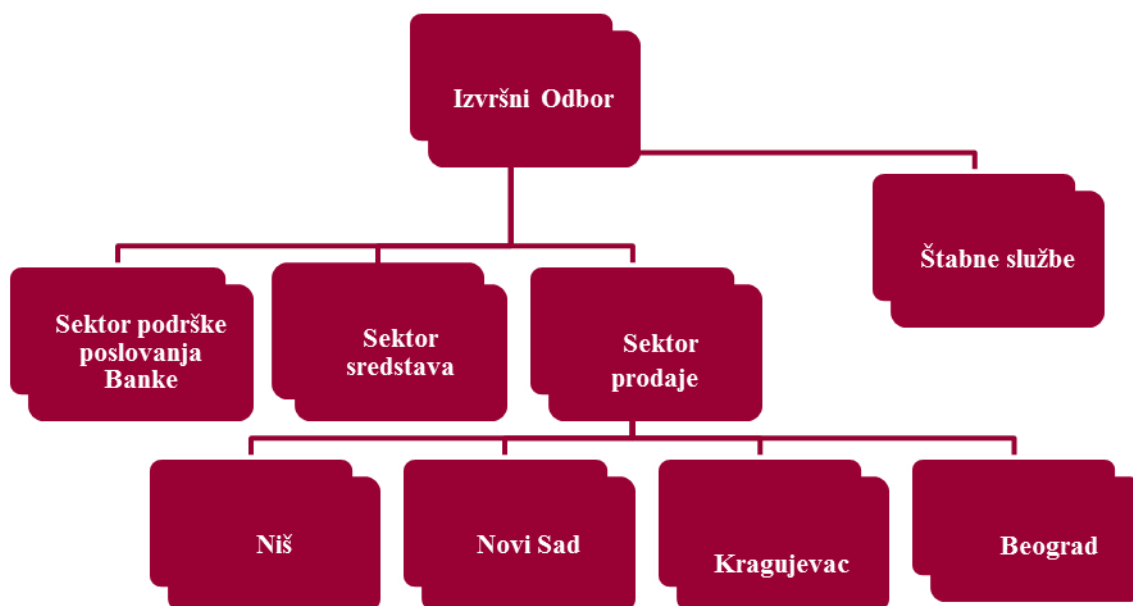 Izvršni Odbor
Štabne službe
Sektor podrške
poslovanja
Banke
Sektor
sredstava
Sektor
prodaje
Niš
Novi Sad
Kragujevac
Beograd